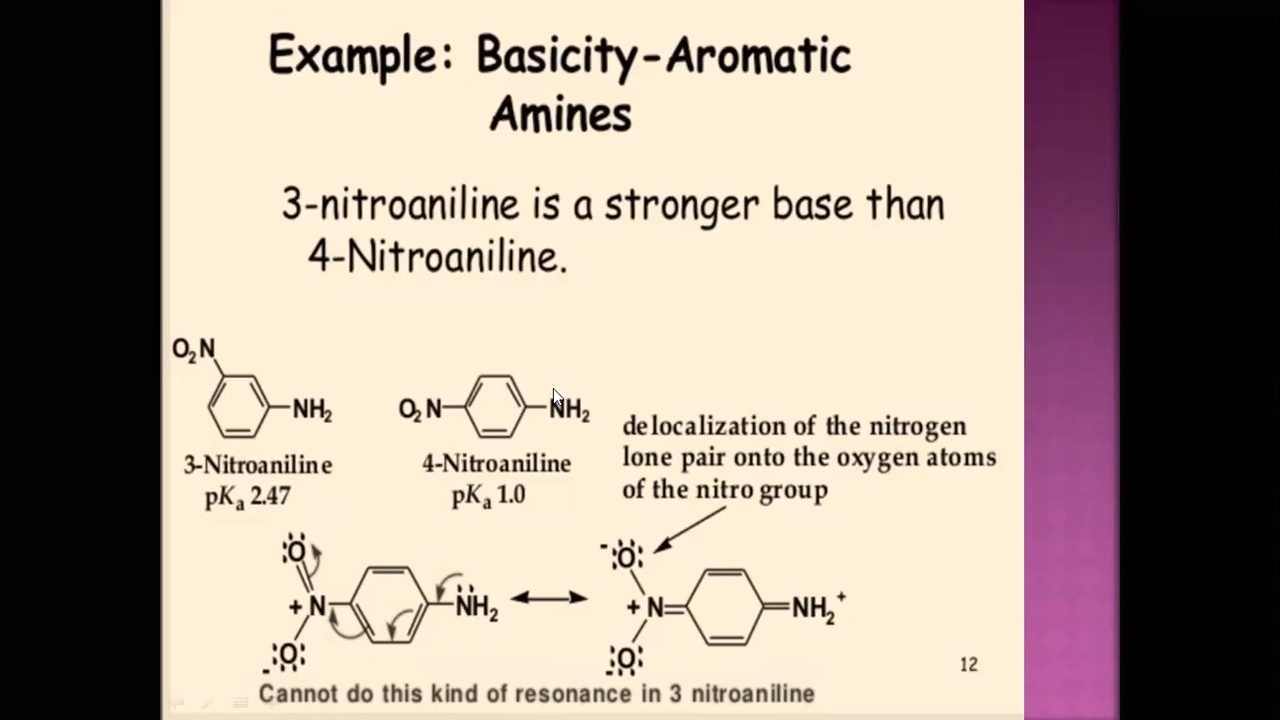 Example: Basicity-Aromatic
Amines
3-nitroaniline is a stronger base than
4-Nitroaniline.
O2N
NH2
O2N
NH2
3-Nitroaniline
pKa 2.47
4-Nitroaniline
pKa 1.0
delocalization of the nitrogen
lone pair onto the oxygen atoms
of the nitro group
:O:
+ N
NH2
-:O:
- :O:
+ N
NH2+
:O:
12
Cannot do this kind of resonance in 3 nitroaniline